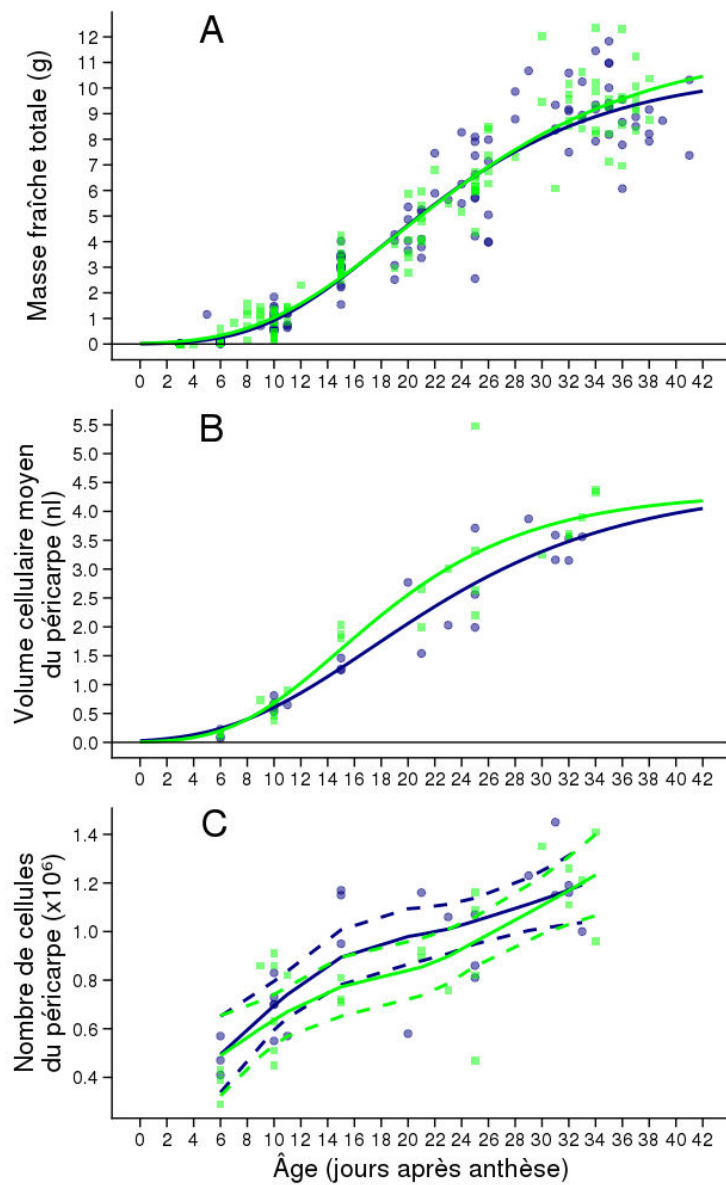 A
Masse fraîche totale (g)
12
11
10
9
8
7
6
5
4
3
2
1
0
0 2 4 6 8 10 12 14 16 18 20 22 24 26 28 30 32 34 36 38 40 42
B
Volume cellulaire moyen
du péricarpe (nl)
5.5
5.0
4.5
4.0
3.5
3.0
2.5
2.0
1.5
1.0
0.5
0.0
0 2 4 6 8 10 12 14 16 18 20 22 24 26 28 30 32 34 36 38 40 42
C
Nombre de cellules
du péricarpe (x10⁶)
1.4
1.2
1.0
0.8
0.6
0.4
0 2 4 6 8 10 12 14 16 18 20 22 24 26 28 30 32 34 36 38 40 42
Âge (jours après anthèse)